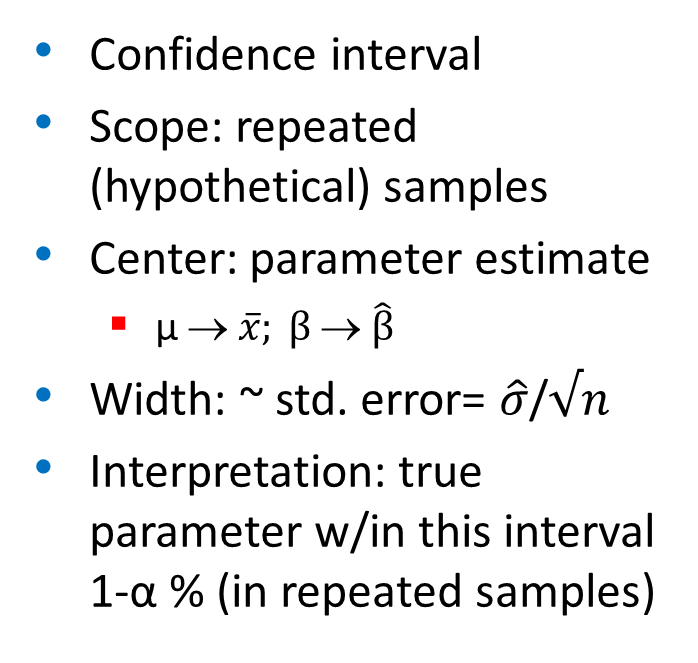 • Confidence interval
• Scope: repeated
(hypothetical) samples
• Center: parameter estimate
▪ μ → x̄; β → β̂
• Width: ~ std. error= σ̂/√n
• Interpretation: true
parameter w/in this interval
1-α % (in repeated samples)